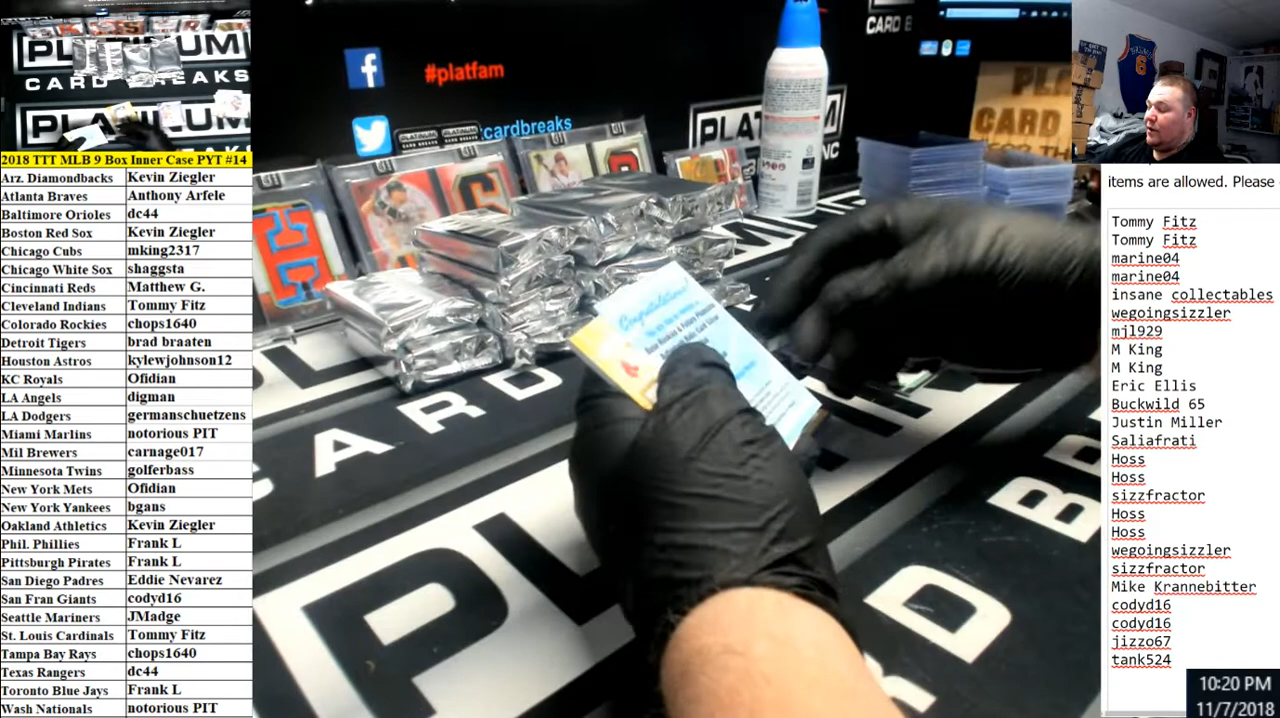 PLATINUM
CARD BREAKS
PLATINUM
2018 TTT MLB 9 Box Inner Case PYT #14
Arz. Diamondbacks Kevin Ziegler
Atlanta Braves Anthony Arfele
Baltimore Orioles dc44
Boston Red Sox Kevin Ziegler
Chicago Cubs mking2317
Chicago White Sox shaggsta
Cincinnati Reds Matthew G.
Cleveland Indians Tommy Fitz
Colorado Rockies chops1640
Detroit Tigers brad braaten
Houston Astros kylewjohnson12
KC Royals Ofidian
LA Angels digman
LA Dodgers germanschuetzens
Miami Marlins notorious PIT
Mil Brewers carnage017
Minnesota Twins golferbass
New York Mets Ofidian
New York Yankees bgans
Oakland Athletics Kevin Ziegler
Phil. Phillies Frank L
Pittsburgh Pirates Frank L
San Diego Padres Eddie Nevarez
San Fran Giants codyd16
Seattle Mariners JMadge
St. Louis Cardinals Tommy Fitz
Tampa Bay Rays chops1640
Texas Rangers dc44
Toronto Blue Jays Frank L
Wash Nationals notorious PIT
f #platfam
:cardbreaks
CARD B
PLA
CARD
Congratulations!
CARD
items are allowed. Please
Tommy Fitz
Tommy Fitz
marine04
marine04
insane collectables
wegoingsizzler
mjl929
M King
M King
Eric Ellis
Buckwild 65
Justin Miller
Saliafrati
Hoss
Hoss
sizzfractor
Hoss
Hoss
wegoingsizzler
sizzfractor
Mike Krannebitter
codyd16
codyd16
jizzo67
tank524
10:20 PM
11/7/2018